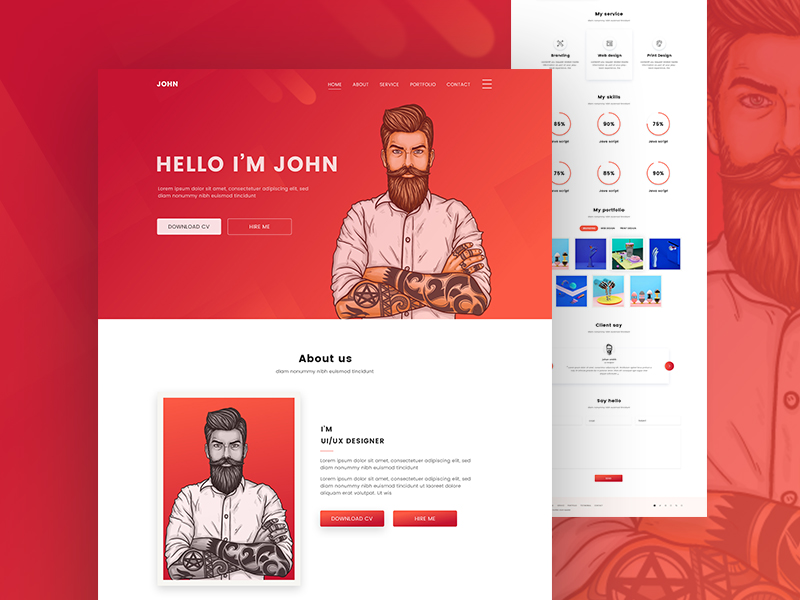 JOHN
HOME ABOUT SERVICE PORTFOLIO CONTACT
HELLO I'M JOHN
Lorem ipsum dolor sit amet, consectetuer adipiscing elit, sed
diam nonummy nibh euismod tincidunt
DOWNLOAD CV HIRE ME
About us
diam nonummy nibh euismod tincidunt
I'M
UI/UX DESIGNER
Lorem ipsum dolor sit amet, consectetuer adipiscing elit, sed
diam nonummy nibh euismod tincidunt
Lorem ipsum dolor sit amet, consectetuer adipiscing elit, sed
diam nonummy nibh euismod tincidunt ut laoreet dolore
aliquam erat volutpat. Ut wis
DOWNLOAD CV HIRE ME
My service
Branding Web design Print Design
My skills
85% 90% 75%
Java script Java script Java script
75% 85% 90%
Java script Java script Java script
My portfolio
Client say
Say hello